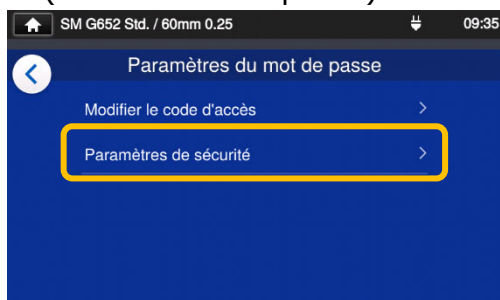 SM G652 Std. / 60mm 0.25 09:35
Paramètres du mot de passe
Modifier le code d'accès
Paramètres de sécurité